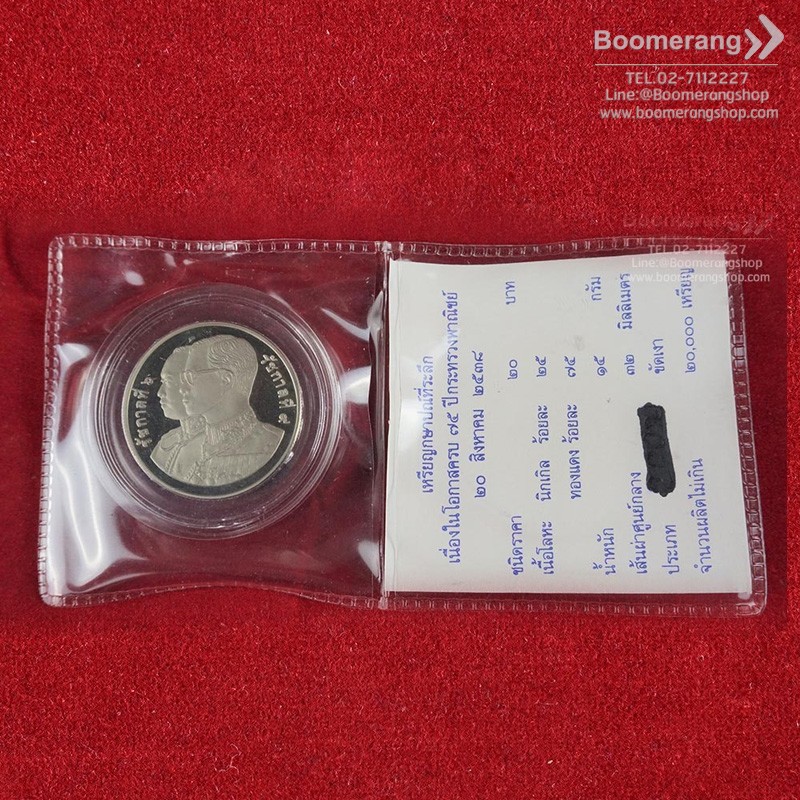 Boomerang
TEL.02-7112227
Line:@Boomerangshop
www.boomerangshop.com
Boomerang
TEL.02-7112227
Line:@Boomerangshop
www.boomerangshop.com
รัชกาลที่ ๖
รัชกาลที่ ๙
เหรียญกษาปณ์ที่ระลึก
เนื่องในโอกาสครบ ๗๕ ปีกระทรวงพาณิชย์
๒๐ สิงหาคม ๒๕๓๘
ชนิดราคา ๒๐ บาท
เนื้อโลหะ นิกเกิล ร้อยละ ๒๕
ทองแดง ร้อยละ ๗๕
น้ำหนัก ๑๕ กรัม
เส้นผ่าศูนย์กลาง ๓๒ มิลลิเมตร
ประเภท ขัดเงา
จำนวนผลิตไม่เกิน ๒๐,๐๐๐ เหรียญ